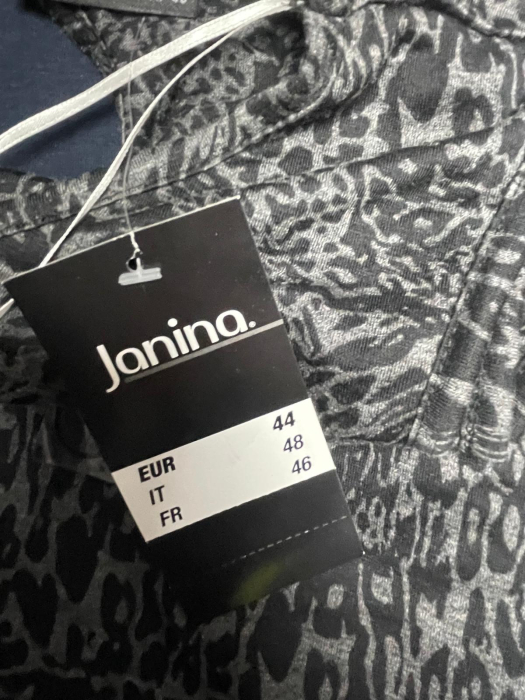 Janina.
EUR 44
IT 48
FR 46